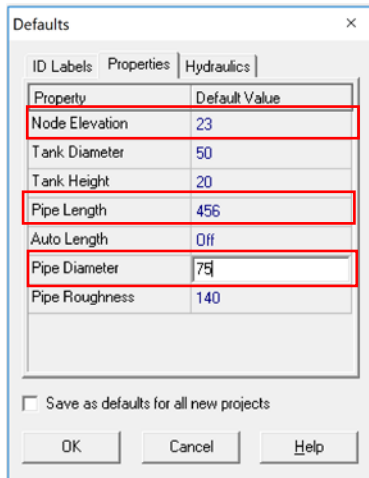 Defaults
ID Labels Properties Hydraulics
Property Default Value
Node Elevation 23
Tank Diameter 50
Tank Height 20
Pipe Length 456
Auto Length Off
Pipe Diameter 75
Pipe Roughness 140
Save as defaults for all new projects
OK Cancel Help